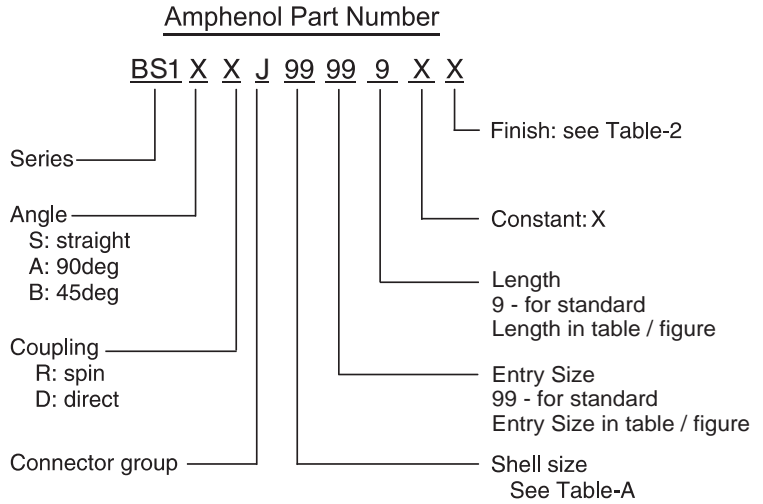 Amphenol Part Number
BS1 X X J 99 99 9 X X
Series
Angle
S: straight
A: 90deg
B: 45deg
Coupling
R: spin
D: direct
Connector group
Finish: see Table-2
Constant: X
Length
9 - for standard
Length in table / figure
Entry Size
99 - for standard
Entry Size in table / figure
Shell size
See Table-A